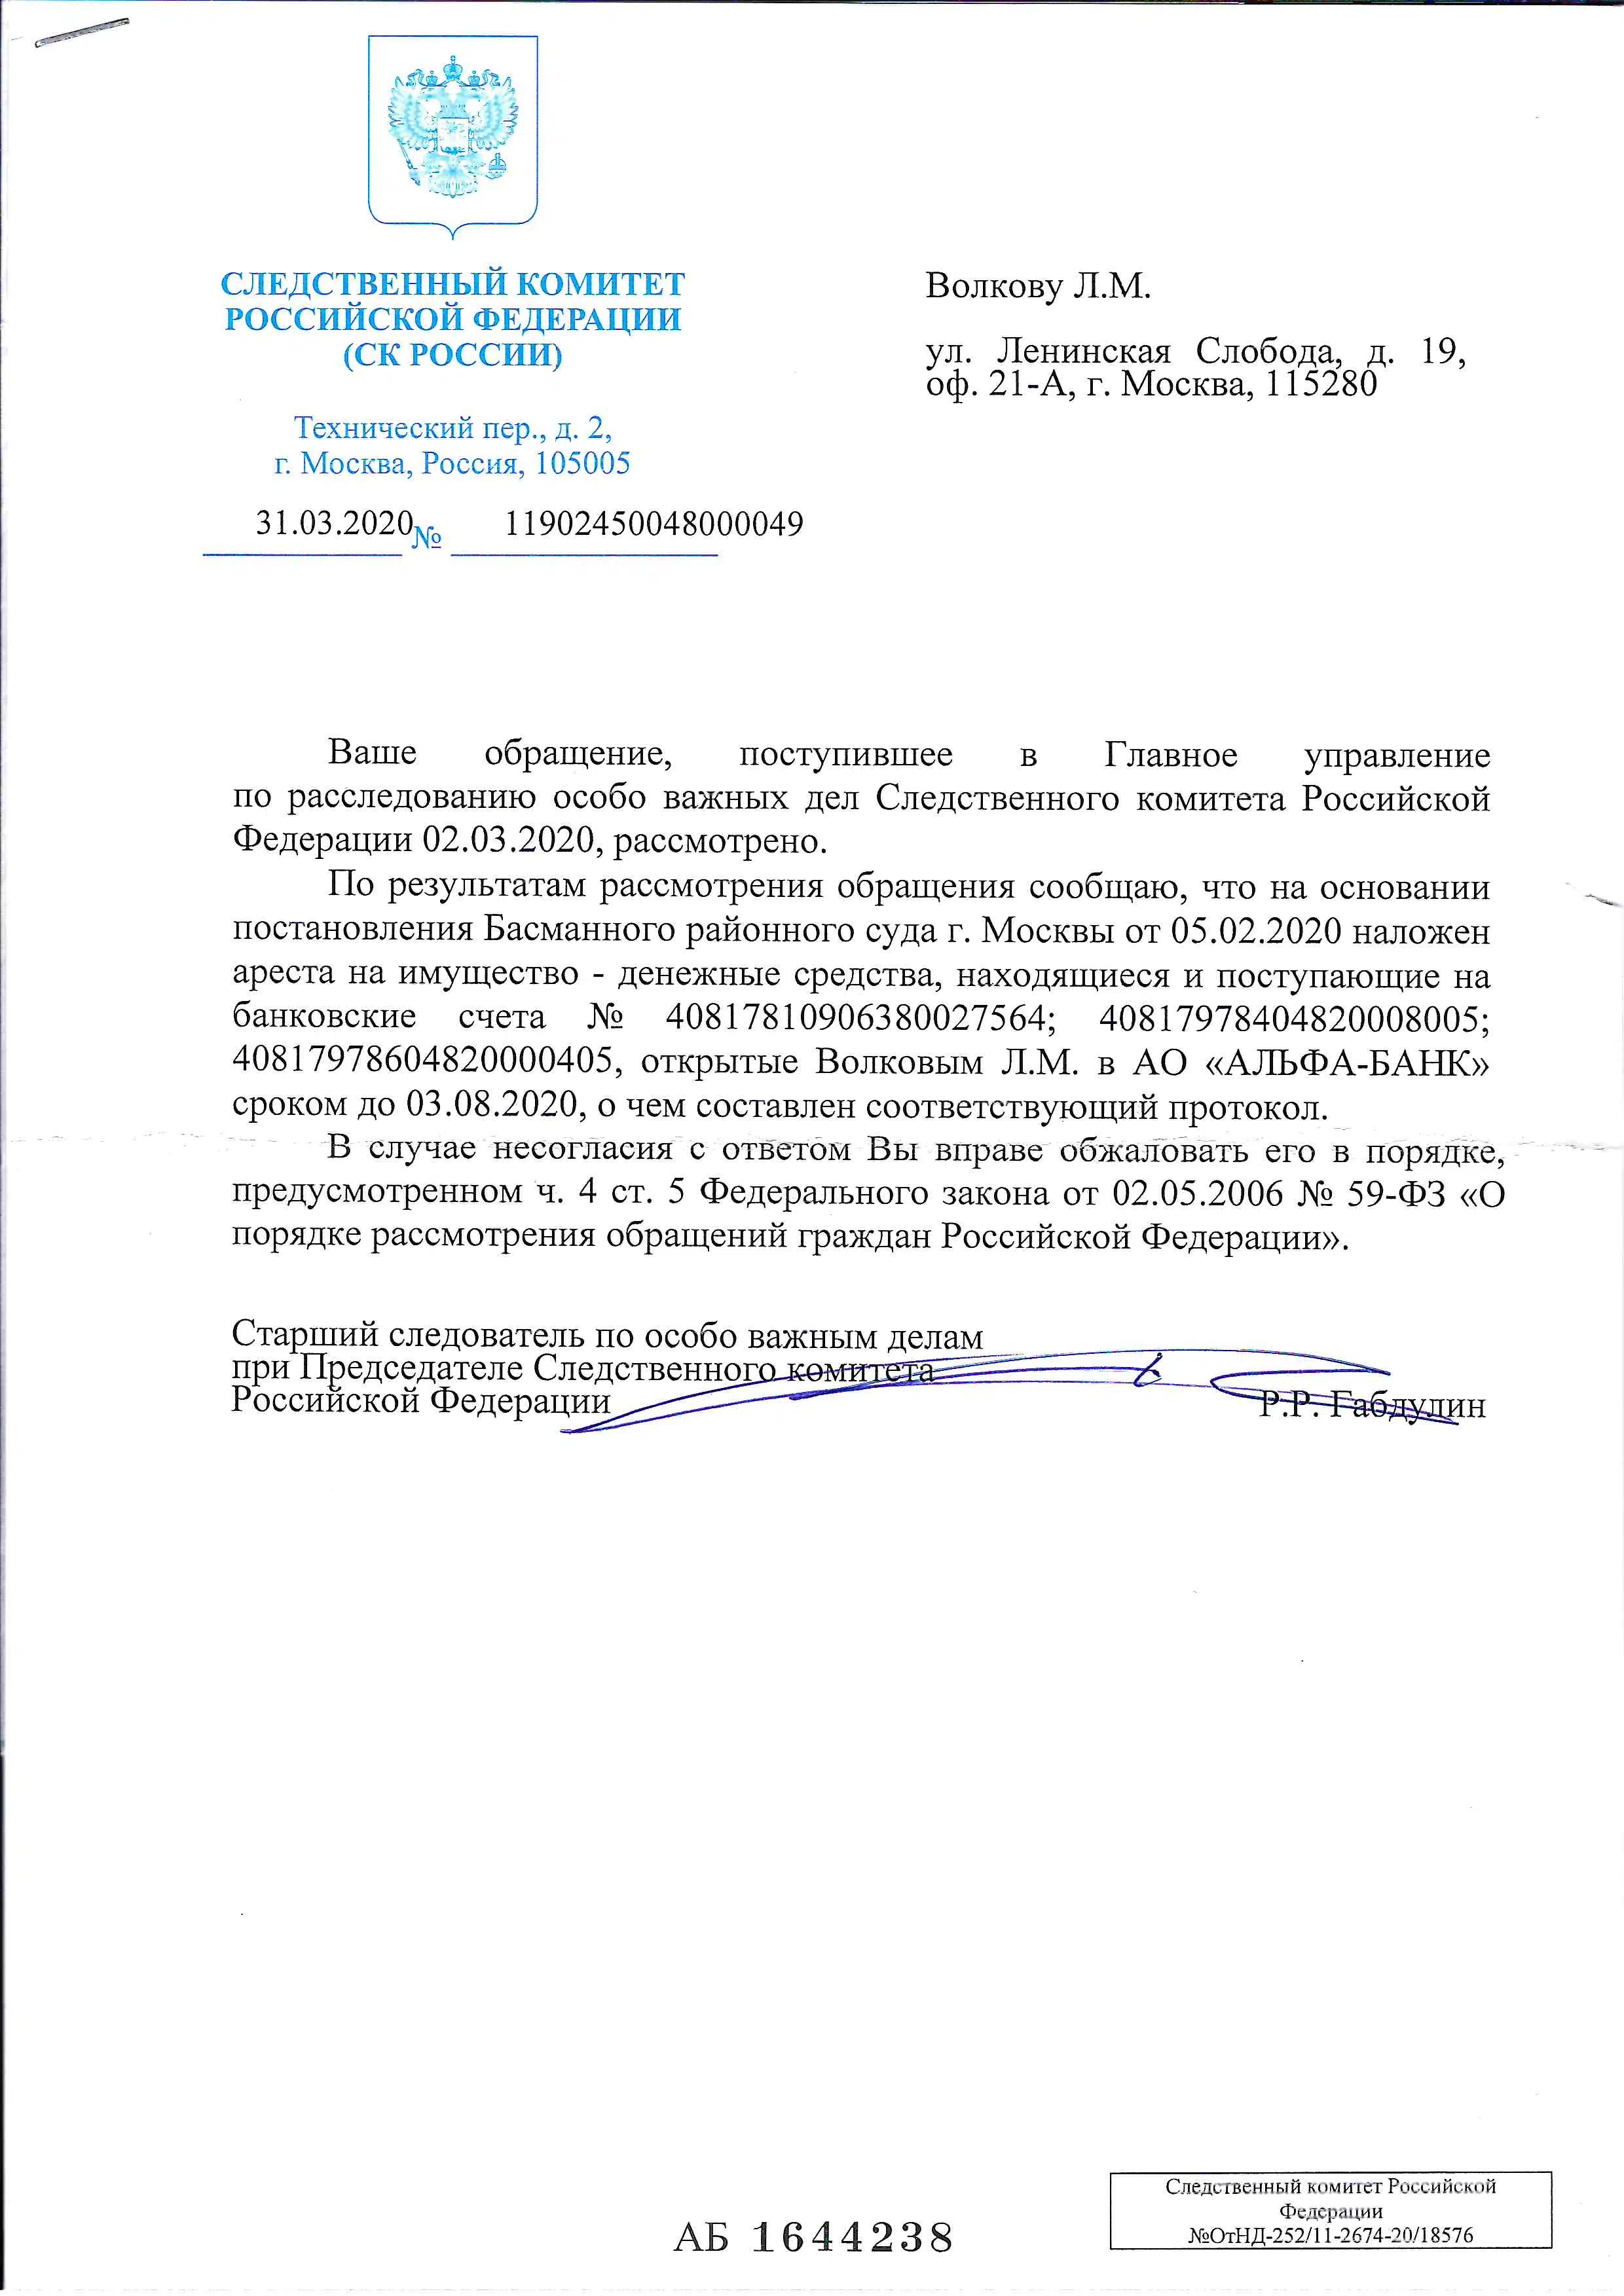 СЛЕДСТВЕННЫЙ КОМИТЕТ
РОССИЙСКОЙ ФЕДЕРАЦИИ
(СК РОССИИ)
Технический пер., д. 2,
г. Москва, Россия, 105005
31.03.2020 № 11902450048000049
Волкову Л.М.
ул. Ленинская Слобода, д. 19,
оф. 21-А, г. Москва, 115280
Ваше обращение, поступившее в Главное управление
по расследованию особо важных дел Следственного комитета Российской
Федерации 02.03.2020, рассмотрено.
По результатам рассмотрения обращения сообщаю, что на основании
постановления Басманного районного суда г. Москвы от 05.02.2020 наложен
ареста на имущество - денежные средства, находящиеся и поступающие на
банковские счета № 40817810906380027564; 40817978404820008005;
40817978604820000405, открытые Волковым Л.М. в АО «АЛЬФА-БАНК»
сроком до 03.08.2020, о чем составлен соответствующий протокол.
В случае несогласия с ответом Вы вправе обжаловать его в порядке,
предусмотренном ч. 4 ст. 5 Федерального закона от 02.05.2006 № 59-ФЗ «О
порядке рассмотрения обращений граждан Российской Федерации».
Старший следователь по особо важным делам
при Председателе Следственного комитета
Российской Федерации Р.Р. Габдулин
АБ 1644238
Следственный комитет Российской
Федерации
№ОтНД-252/11-2674-20/18576